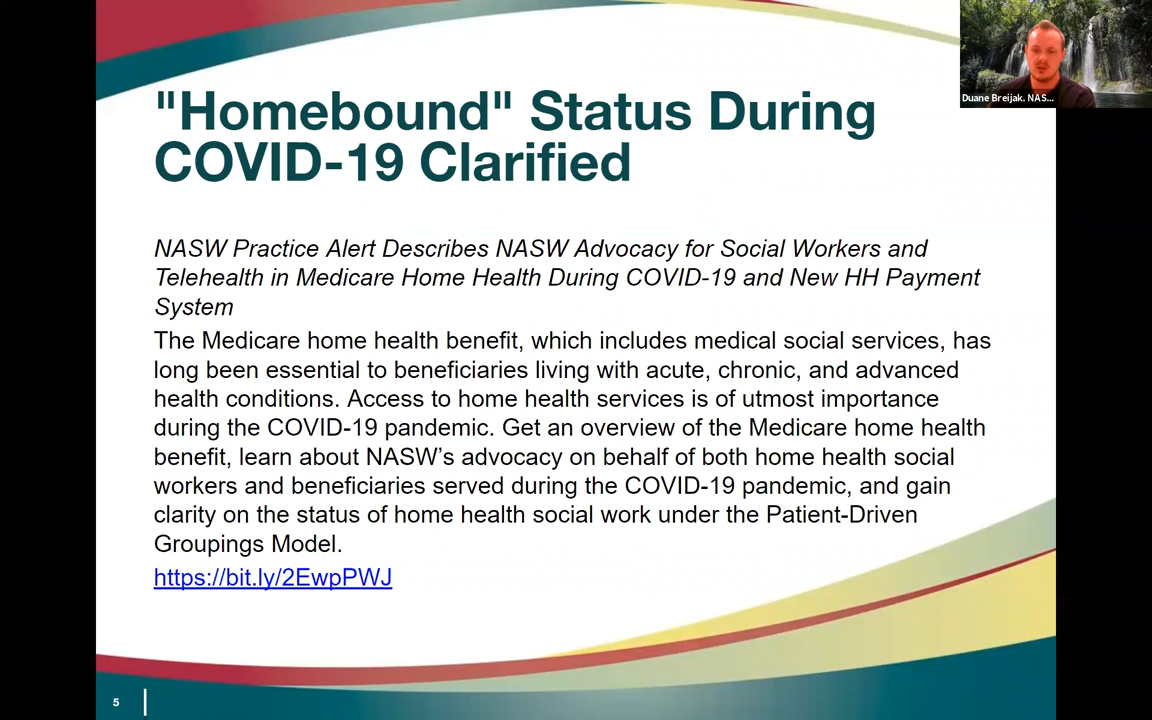 "Homebound" Status During
COVID-19 Clarified
NASW Practice Alert Describes NASW Advocacy for Social Workers and
Telehealth in Medicare Home Health During COVID-19 and New HH Payment
System
The Medicare home health benefit, which includes medical social services, has
long been essential to beneficiaries living with acute, chronic, and advanced
health conditions. Access to home health services is of utmost importance
during the COVID-19 pandemic. Get an overview of the Medicare home health
benefit, learn about NASW’s advocacy on behalf of both home health social
workers and beneficiaries served during the COVID-19 pandemic, and gain
clarity on the status of home health social work under the Patient-Driven
Groupings Model.
https://bit.ly/2EwpPWJ
5
Duane Breijak. NAS...